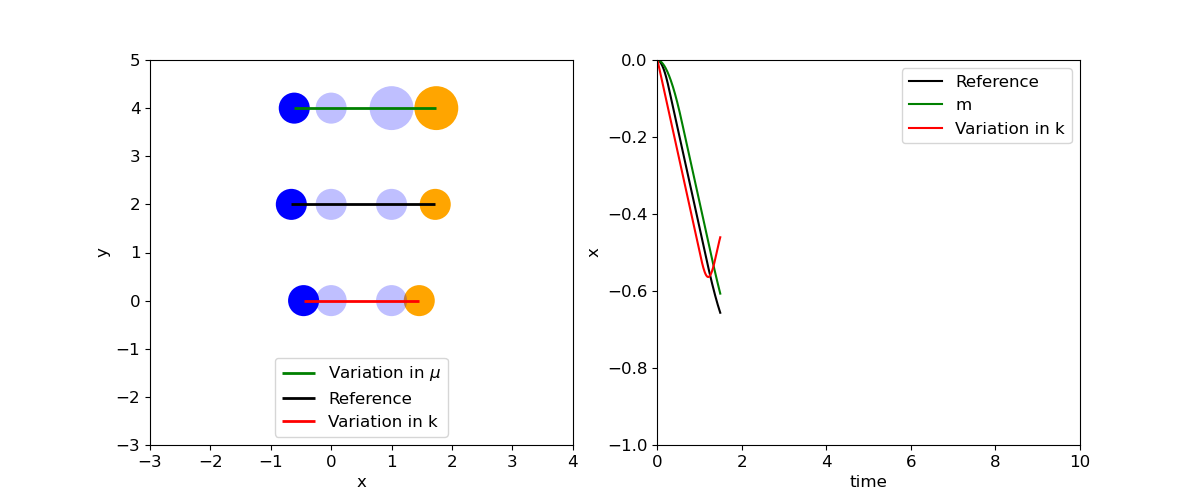 5
4
3
2
1
0
−1
−2
−3
y
−3 −2 −1 0 1 2 3 4
x
Variation in μ
Reference
Variation in k
0.0
−0.2
−0.4
−0.6
−0.8
−1.0
x
0 2 4 6 8 10
time
Reference
m
Variation in k